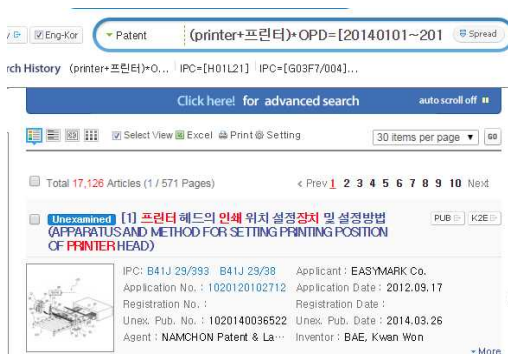 Eng-Kor Patent (printer+프린터)*OPD=[20140101~201 Spread
rch History (printer+프린터)+O... IPC=[H01L21] IPC=[G03F7/004]...
Click here! for advanced search auto scroll off
Select View Excel Print Setting 30 items per page GO
Total 17,126 Articles (1 / 571 Pages) < Prev 1 2 3 4 5 6 7 8 9 10 Next
Unexamined [1] 프린터 헤드의 인쇄 위치 설정장치 및 설정방법 PUB K2E
(APPARATUS AND METHOD FOR SETTING PRINTING POSITION
OF PRINTER HEAD)
IPC: B41J 29/393 B41J 29/38 Applicant : EASYMARK Co.
Application No. : 1020120102712 Application Date : 2012.09.17
Registration No. : Registration Date :
Unex. Pub. No. : 1020140036522 Unex. Pub. Date : 2014.03.26
Agent : NAMCHON Patent & La··· Inventor : BAE, Kwan Won
More